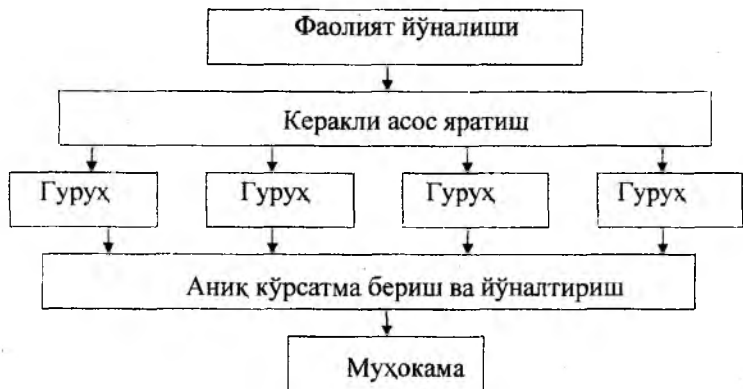 Фаолият йўналиши
Керакли асос яратиш
Гуруҳ Гуруҳ Гуруҳ Гуруҳ
Аниқ кўрсатма бериш ва йўналтириш
Муҳокама